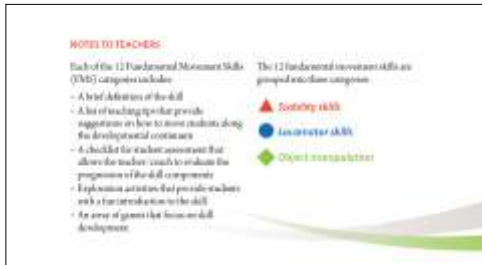 NOTES TO TEACHERS
Each of the 12 Fundamental Movement Skills
(FMS) categories includes:
– A brief definition of the skill
– A list of teaching tips that provide
suggestions on how to move students along
the developmental continuum
– A checklist for student assessment that
allows the teacher/coach to evaluate the
progression of the skill components
– Exploration activities that provide students
with a fun introduction to the skill
– An array of games that focus on skill
development
The 12 fundamental movement skills are
grouped into three categories:
Stability skills
Locomotor skills
Object manipulation